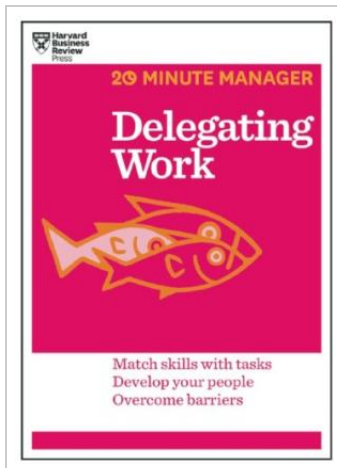 Harvard
Business
Review
Press
20 MINUTE MANAGER
Delegating
Work
Match skills with tasks
Develop your people
Overcome barriers